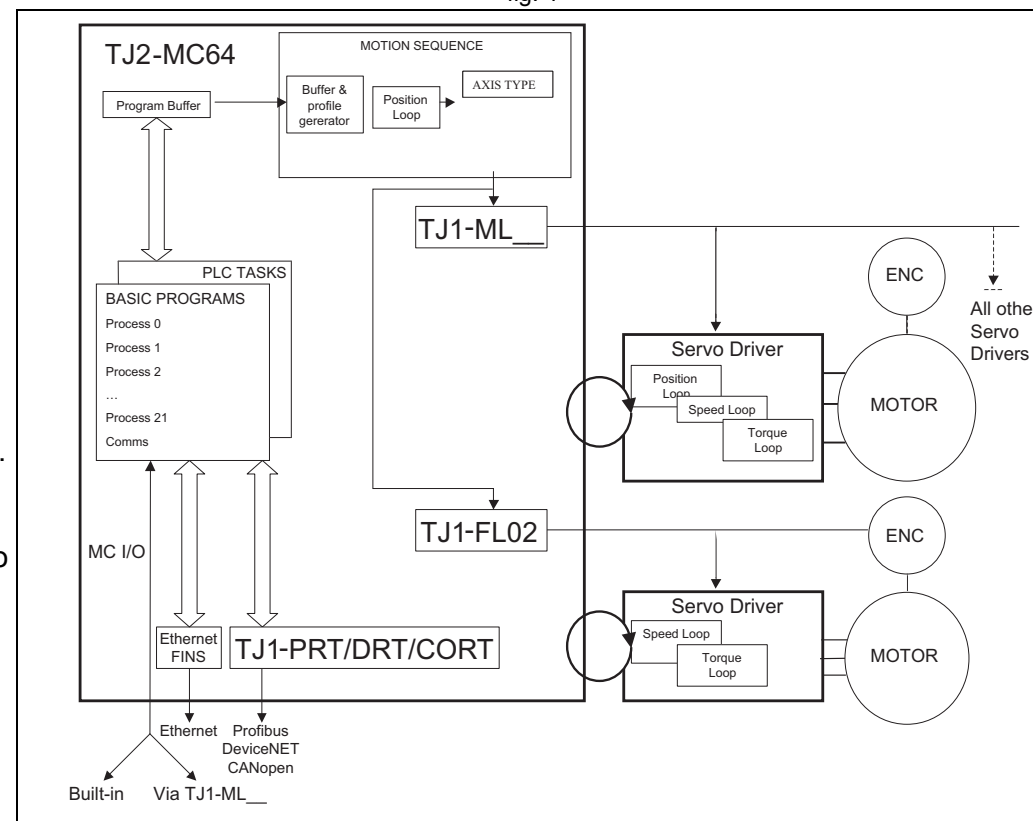 TJ2-MC64
MOTION SEQUENCE
Program Buffer
Buffer &
profile
gererator
Position
Loop
AXIS TYPE
TJ1-ML__
PLC TASKS
BASIC PROGRAMS
Process 0
Process 1
Process 2
...
Process 21
Comms
ENC
All othe
Servo
Drivers
Servo Driver
Position
Loop
Speed Loop
Torque
Loop
MOTOR
TJ1-FL02
ENC
MC I/O
Servo Driver
Speed Loop
Torque
Loop
MOTOR
Ethernet
FINS
TJ1-PRT/DRT/CORT
Ethernet
Profibus
DeviceNET
CANopen
Built-in
Via TJ1-ML__